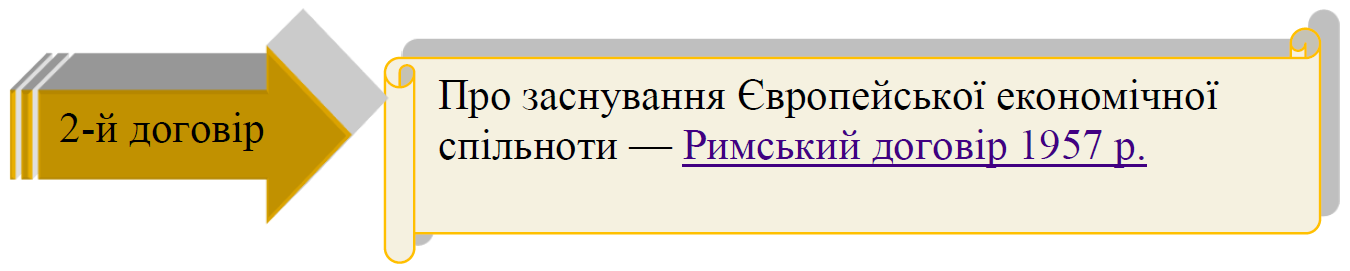 2-й договір
Про заснування Європейської економічної
спільноти — Римський договір 1957 р.